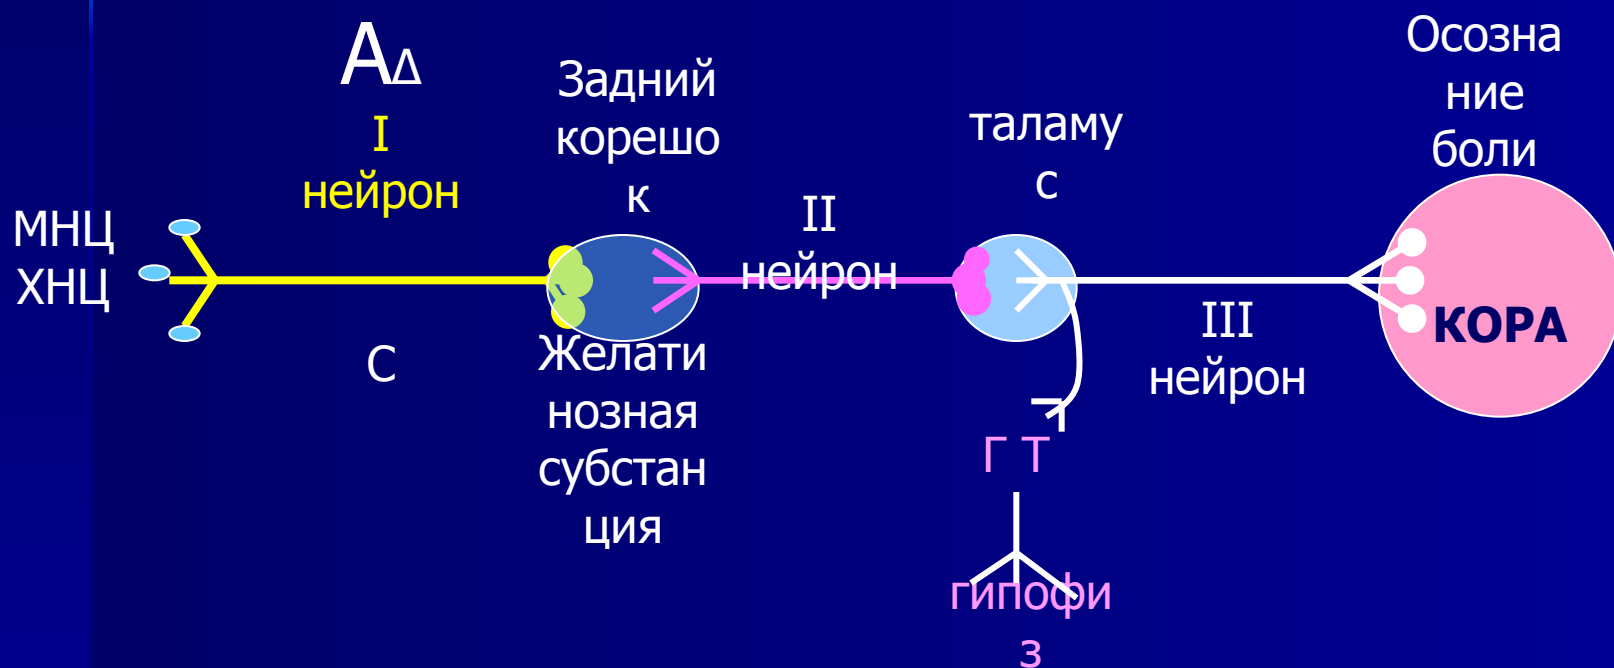 АΔ
I
нейрон
МНЦ
ХНЦ
С
Задний
корешо
к
Желати
нозная
субстан
ция
II
нейрон
таламу
с
Г Т
гипофи
з
III
нейрон
Осозна
ние
боли
КОРА